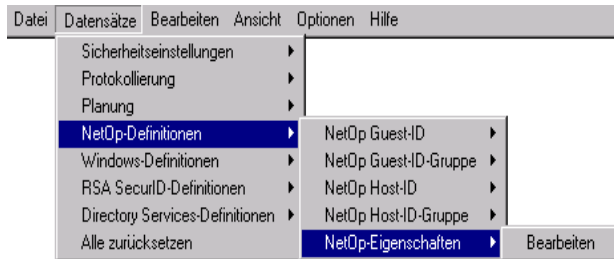 Datei Datensätze Bearbeiten Ansicht Optionen Hilfe
Sicherheitseinstellungen
Protokollierung
Planung
NetOp-Definitionen
Windows-Definitionen
RSA SecurID-Definitionen
Directory Services-Definitionen
Alle zurücksetzen
NetOp Guest-ID
NetOp Guest-ID-Gruppe
NetOp Host-ID
NetOp Host-ID-Gruppe
NetOp-Eigenschaften
Bearbeiten